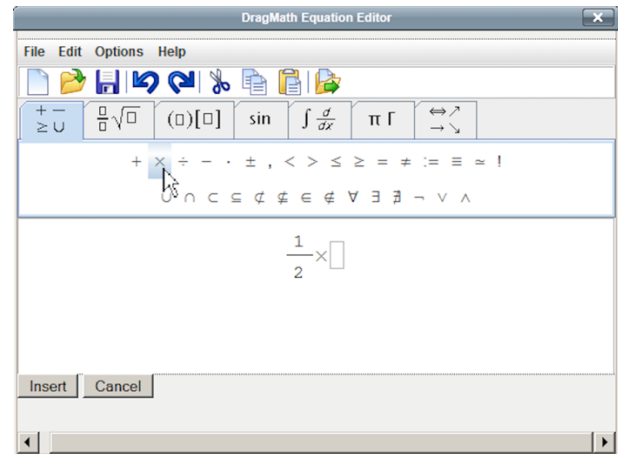 DragMath Equation Editor
File Edit Options Help
+ − ≥ ∪ □/□ √□ (□)[□] sin ∫ d/dx π Γ ⇔ ↗ → ↘
+ × ÷ − · ± , < > ≤ ≥ = ≠ := ≡ ≃ !
∪ ∩ ⊂ ⊆ ⊄ ⊈ ∈ ∉ ∀ ∃ ∄ ¬ ∨ ∧
1
×□
2
Insert Cancel